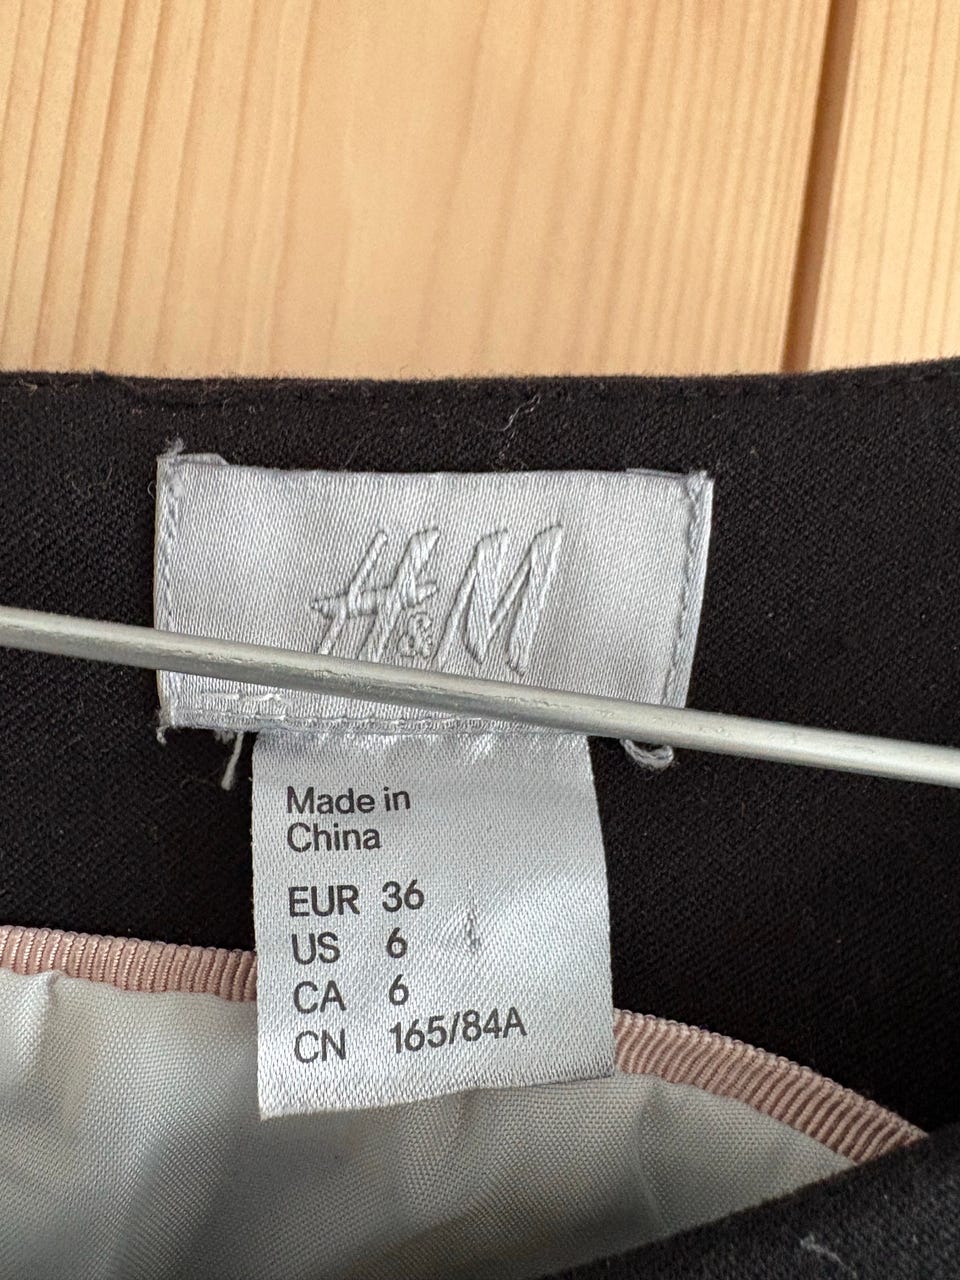 H&M
Made in
China
EUR 36
US 6
CA 6
CN 165/84A